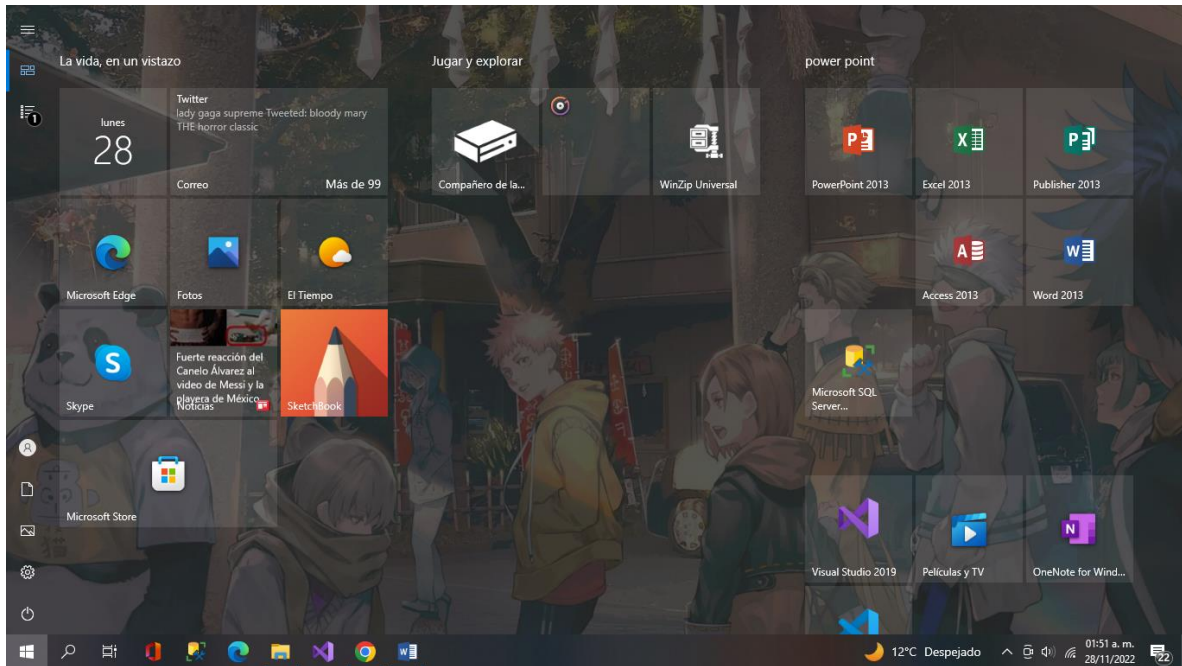 La vida, en un vistazo
Jugar y explorar
power point
lunes
28
Twitter
lady gaga supreme Tweeted: bloody mary
THE horror classic
Correo
Más de 99
Compañero de la...
WinZip Universal
PowerPoint 2013
Excel 2013
Publisher 2013
Microsoft Edge
Fotos
El Tiempo
Access 2013
Word 2013
Skype
Fuerte reacción del
Canelo Álvarez al
video de Messi y la
playera de México
Noticias
SketchBook
Microsoft SQL
Server...
Microsoft Store
Visual Studio 2019
Películas y TV
OneNote for Wind...
1
12°C Despejado
01:51 a. m.
28/11/2022
22